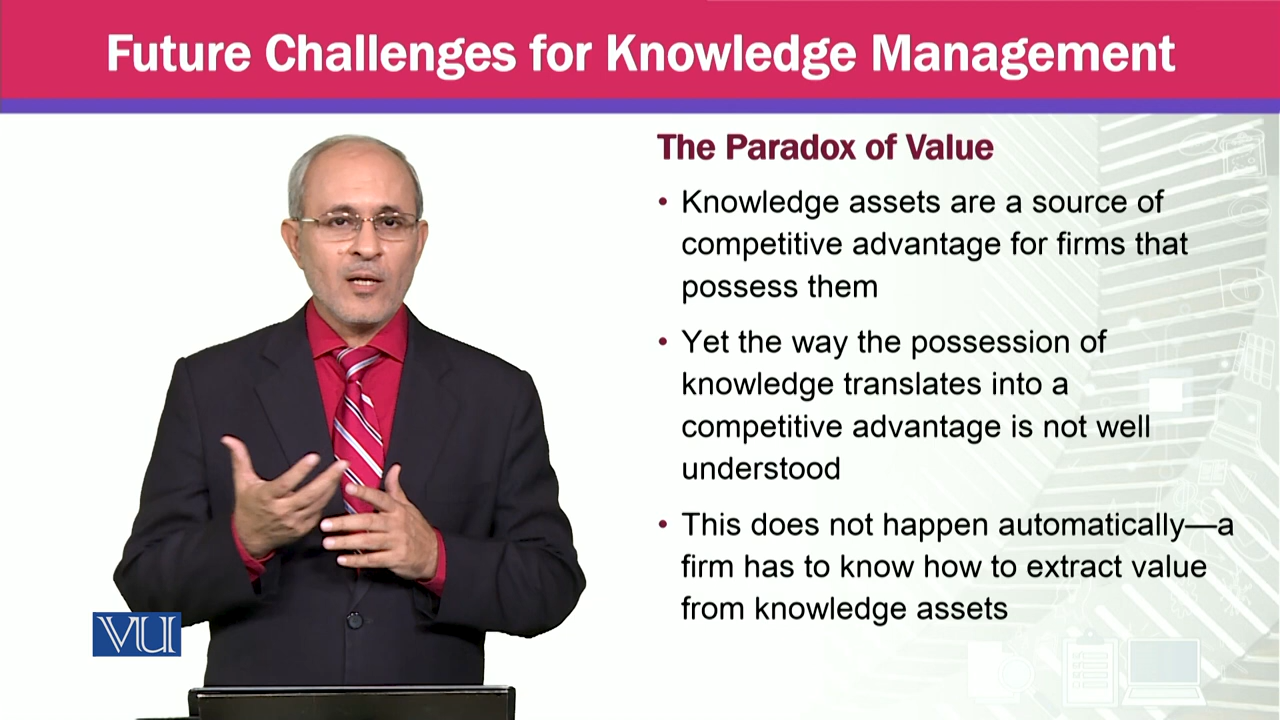 Future Challenges for Knowledge Management
The Paradox of Value
• Knowledge assets are a source of
competitive advantage for firms that
possess them
• Yet the way the possession of
knowledge translates into a
competitive advantage is not well
understood
• This does not happen automatically—a
firm has to know how to extract value
from knowledge assets
VU